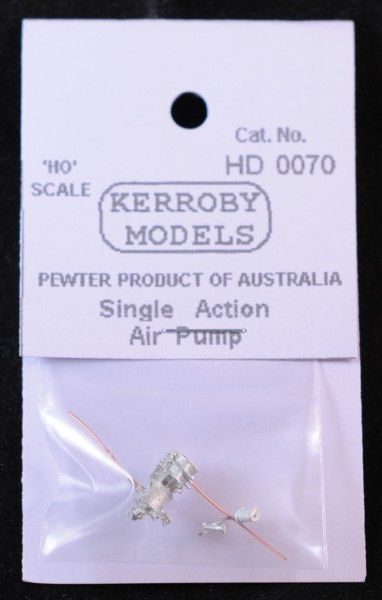 Cat. No.
'HO' HD 0070
SCALE
KERROBY
MODELS
PEWTER PRODUCT OF AUSTRALIA
Single Action
Air Pump